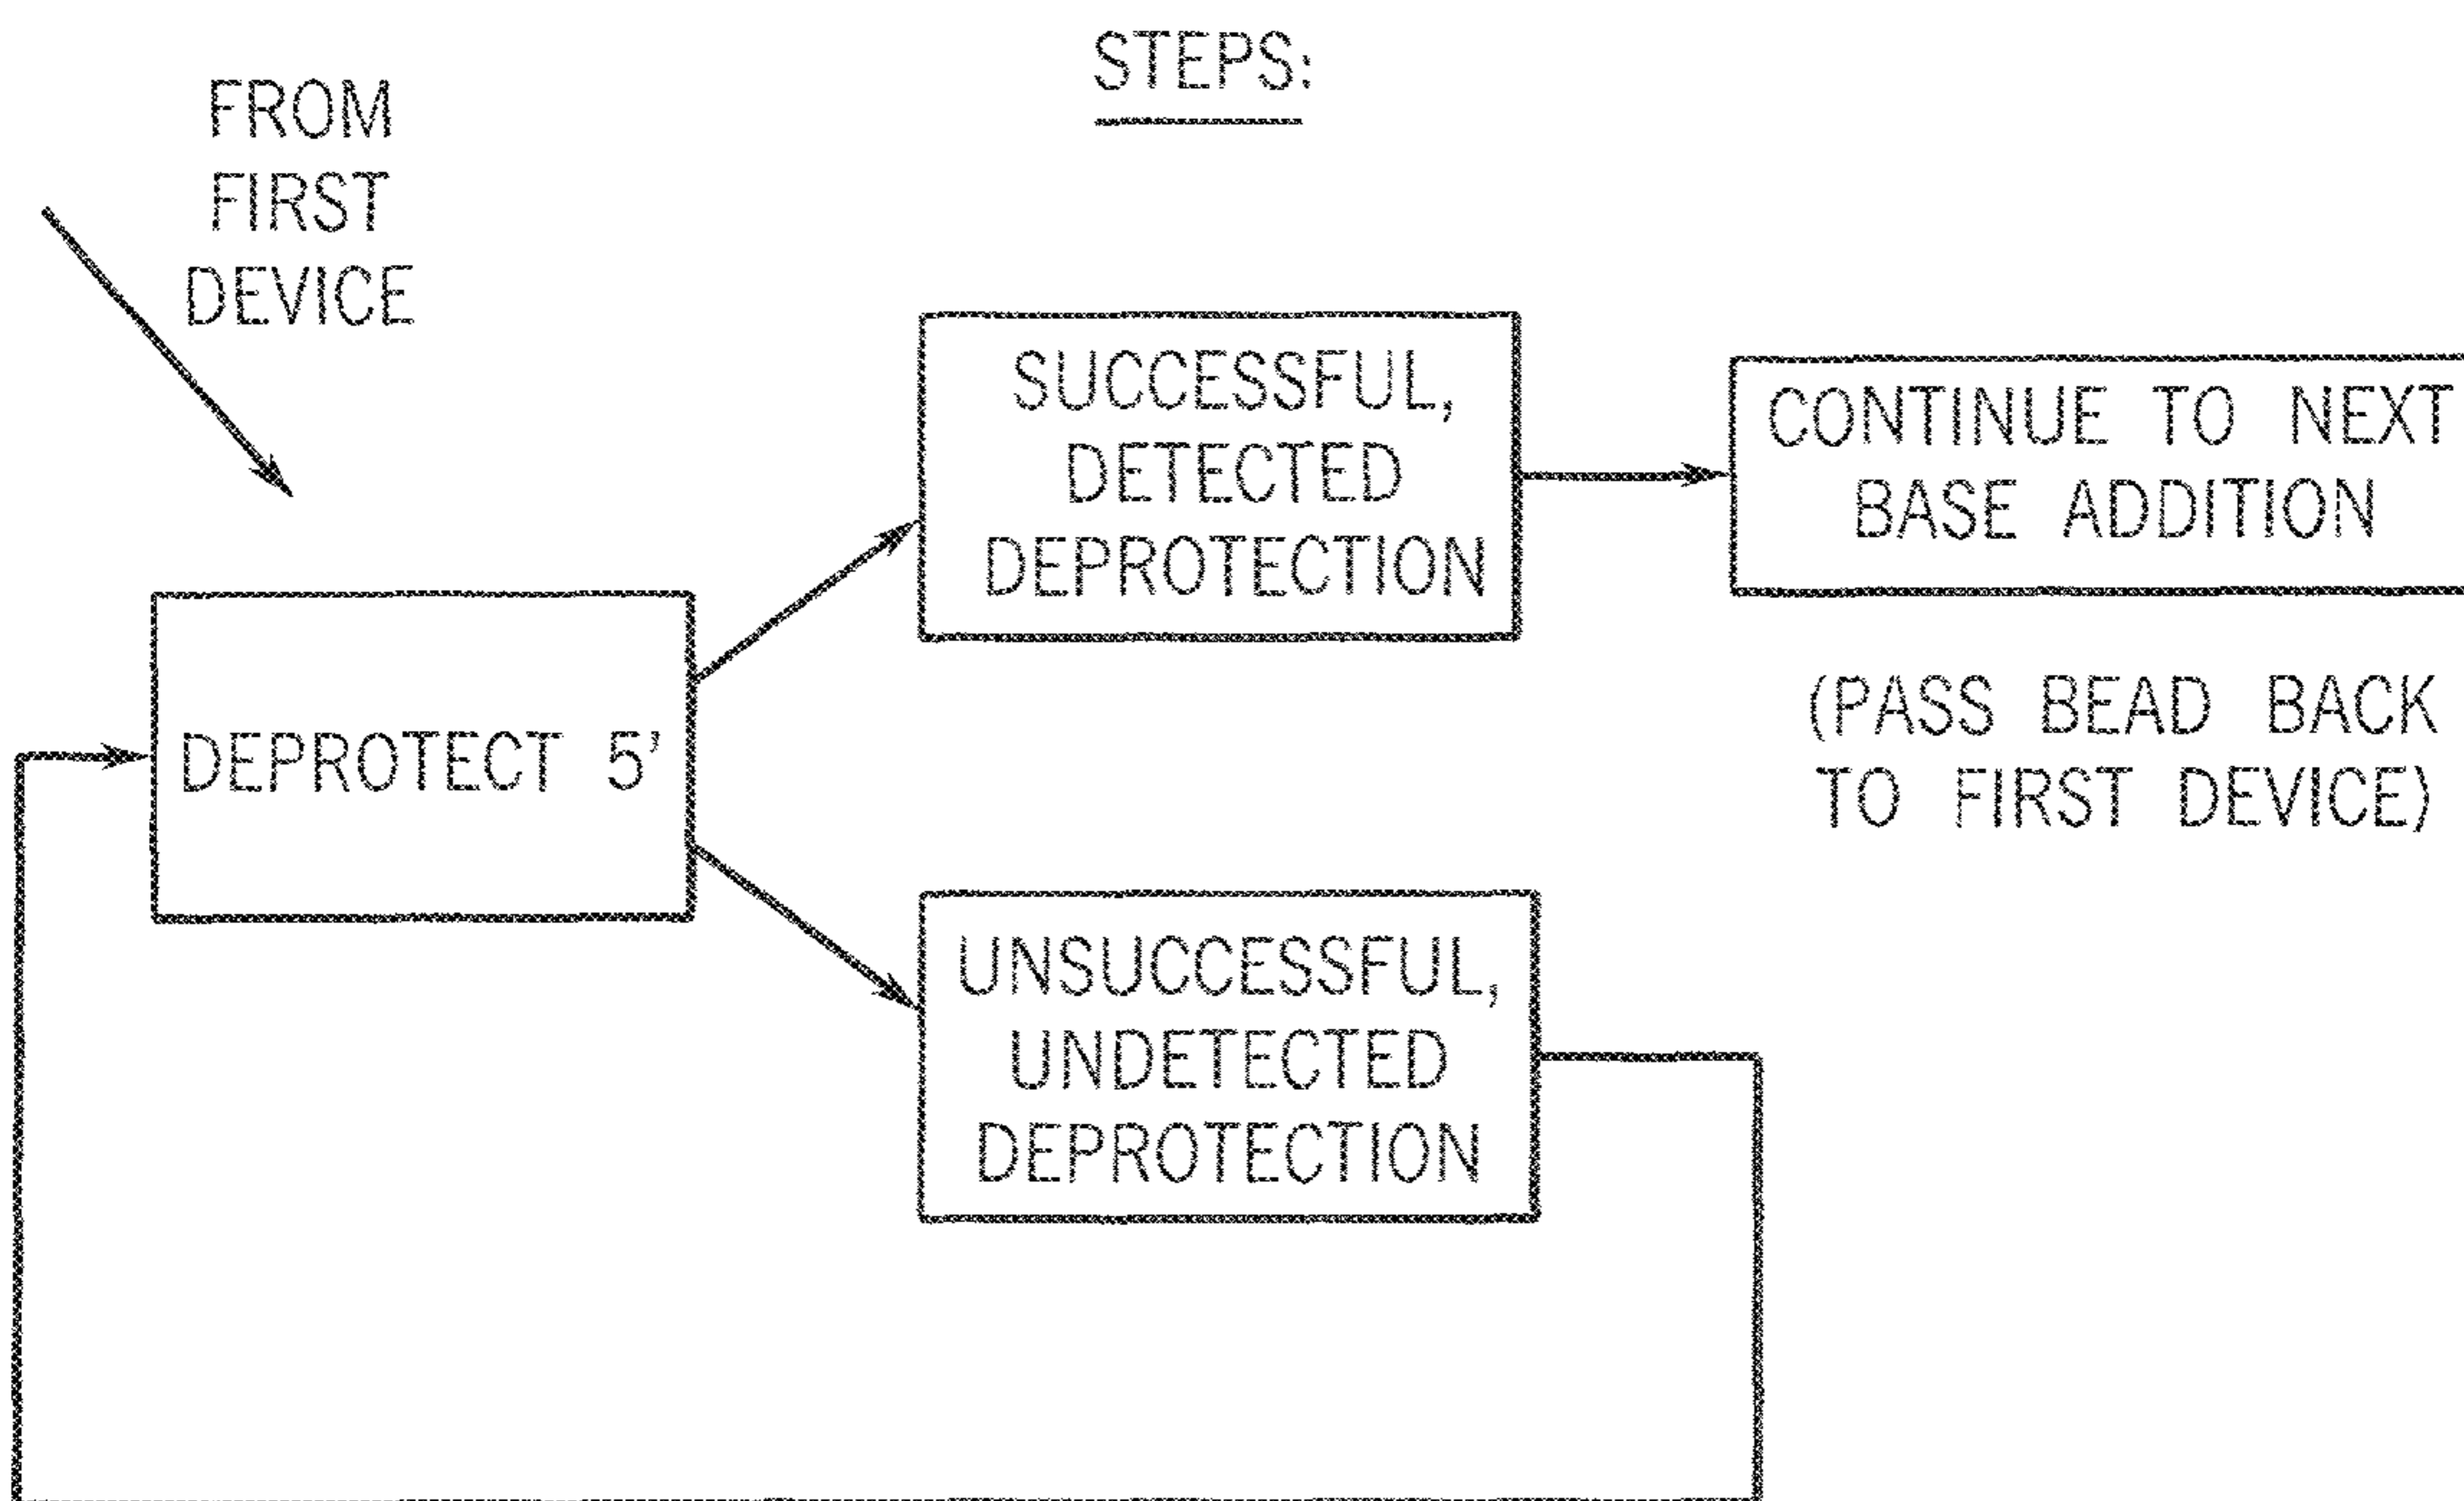 STEPS:
FROM
FIRST
DEVICE
DEPROTECT 5'
SUCCESSFUL,
DETECTED
DEPROTECTION
CONTINUE TO NEXT
BASE ADDITION
(PASS BEAD BACK
TO FIRST DEVICE)
UNSUCCESSFUL,
UNDETECTED
DEPROTECTION